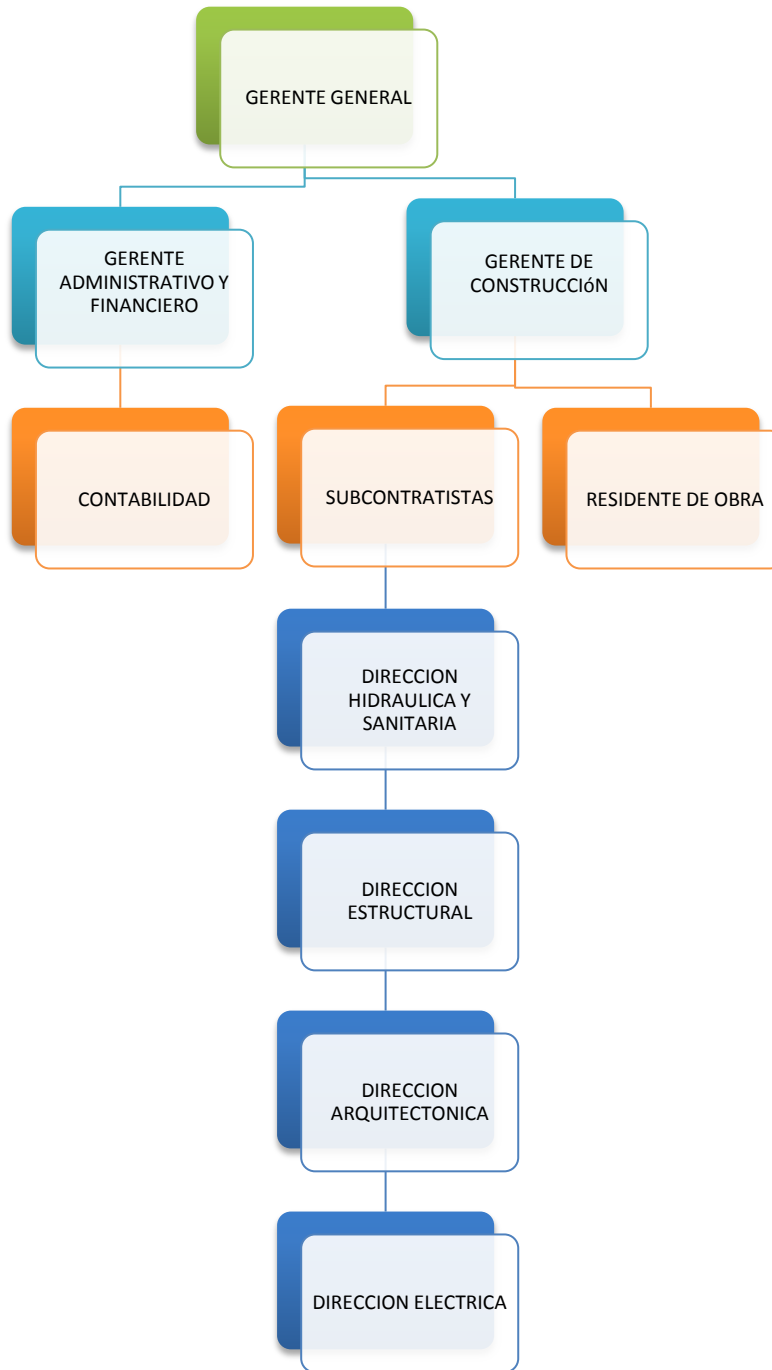 GERENTE GENERAL
GERENTE
ADMINISTRATIVO Y
FINANCIERO
GERENTE DE
CONSTRUCCIóN
CONTABILIDAD
SUBCONTRATISTAS
RESIDENTE DE OBRA
DIRECCION
HIDRAULICA Y
SANITARIA
DIRECCION
ESTRUCTURAL
DIRECCION
ARQUITECTONICA
DIRECCION ELECTRICA